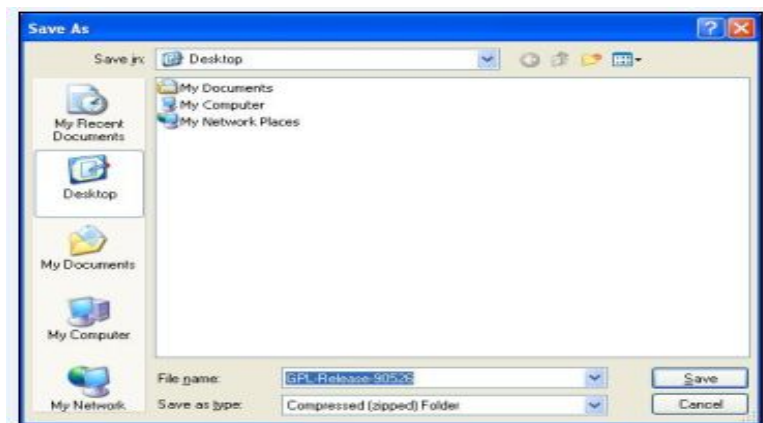 Save As
Save in: Desktop
My Documents
My Computer
My Network Places
My Recent
Documents
Desktop
My Documents
My Computer
My Network
File name: GPL-Release-90526
Save
Save as type: Compressed (zipped) Folder
Cancel